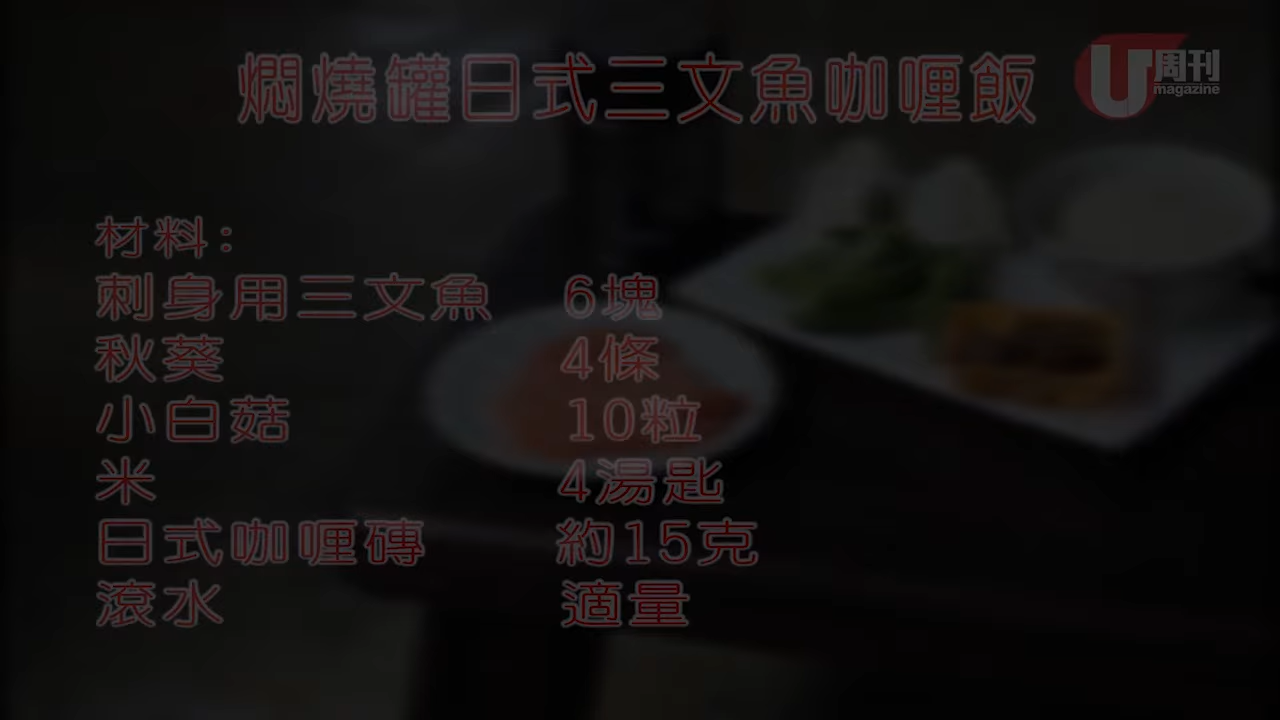 燜燒罐日式三文魚咖喱飯
U周刊
magazine
材料:
刺身用三文魚 6塊
秋葵 4條
小白菇 10粒
米 4湯匙
日式咖喱磚 約15克
滾水 適量